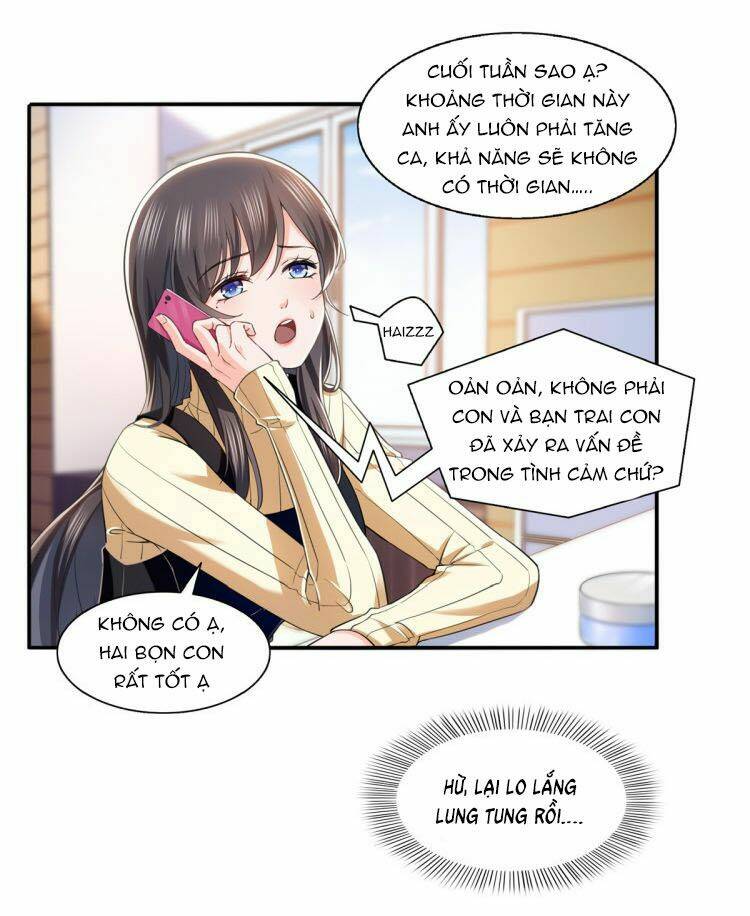 CUỐI TUẦN SAO Ạ?
KHOẢNG THỜI GIAN NÀY
ANH ẤY LUÔN PHẢI TĂNG
CA, KHẢ NĂNG SẼ KHÔNG
CÓ THỜI GIAN.....
HAIZZZ
OẢN OẢN, KHÔNG PHẢI
CON VÀ BẠN TRAI CON
ĐÃ XẢY RA VẤN ĐỀ
TRONG TÌNH CẢM CHỨ?
KHÔNG CÓ Ạ,
HAI BỌN CON
RẤT TỐT Ạ
HỪ, LẠI LO LẮNG
LUNG TUNG RỒI....